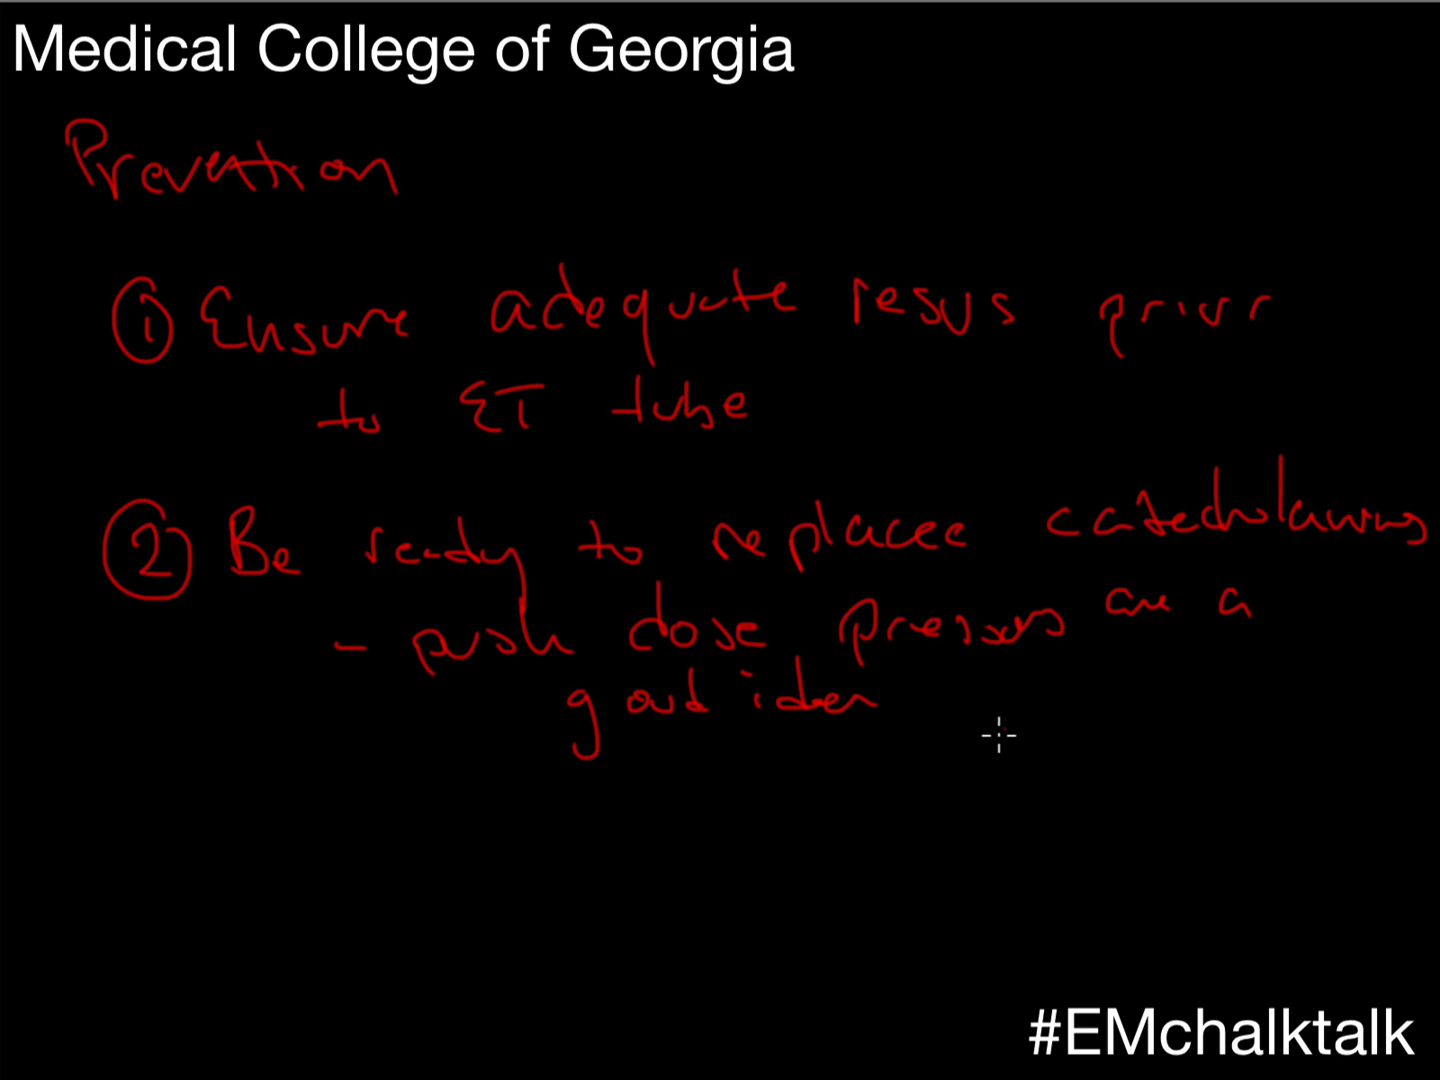 Medical College of Georgia
Prevention
① Ensure adequate resus prior
to ET tube
② Be ready to replace catecholamines
- push dose pressors are a
good idea
#EMchalktalk